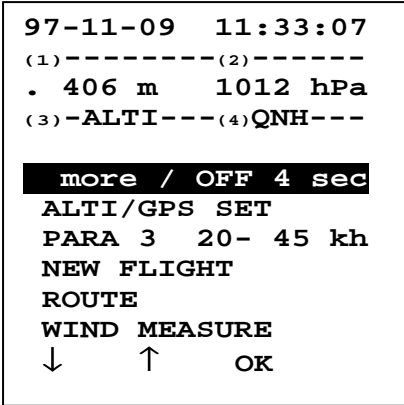 97-11-09 11:33:07
(1)--------(2)------
. 406 m 1012 hPa
(3)-ALTI---(4)QNH---
more / OFF 4 sec
ALTI/GPS SET
PARA 3 20- 45 kh
NEW FLIGHT
ROUTE
WIND MEASURE
↓ ↑ OK